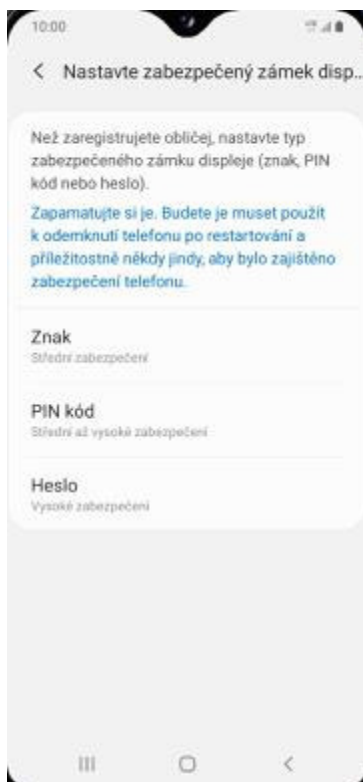 10:00
Nastavte zabezpečený zámek disp...
Než zaregistrujete obličej, nastavte typ
zabezpečeného zámku displeje (znak, PIN
kód nebo heslo).
Zapamatujte si je. Budete je muset použít
k odemknutí telefonu po restartování a
příležitostně někdy jindy, aby bylo zajištěno
zabezpečení telefonu.
Znak
Střední zabezpečení
PIN kód
Střední až vysoké zabezpečení
Heslo
Vysoké zabezpečení